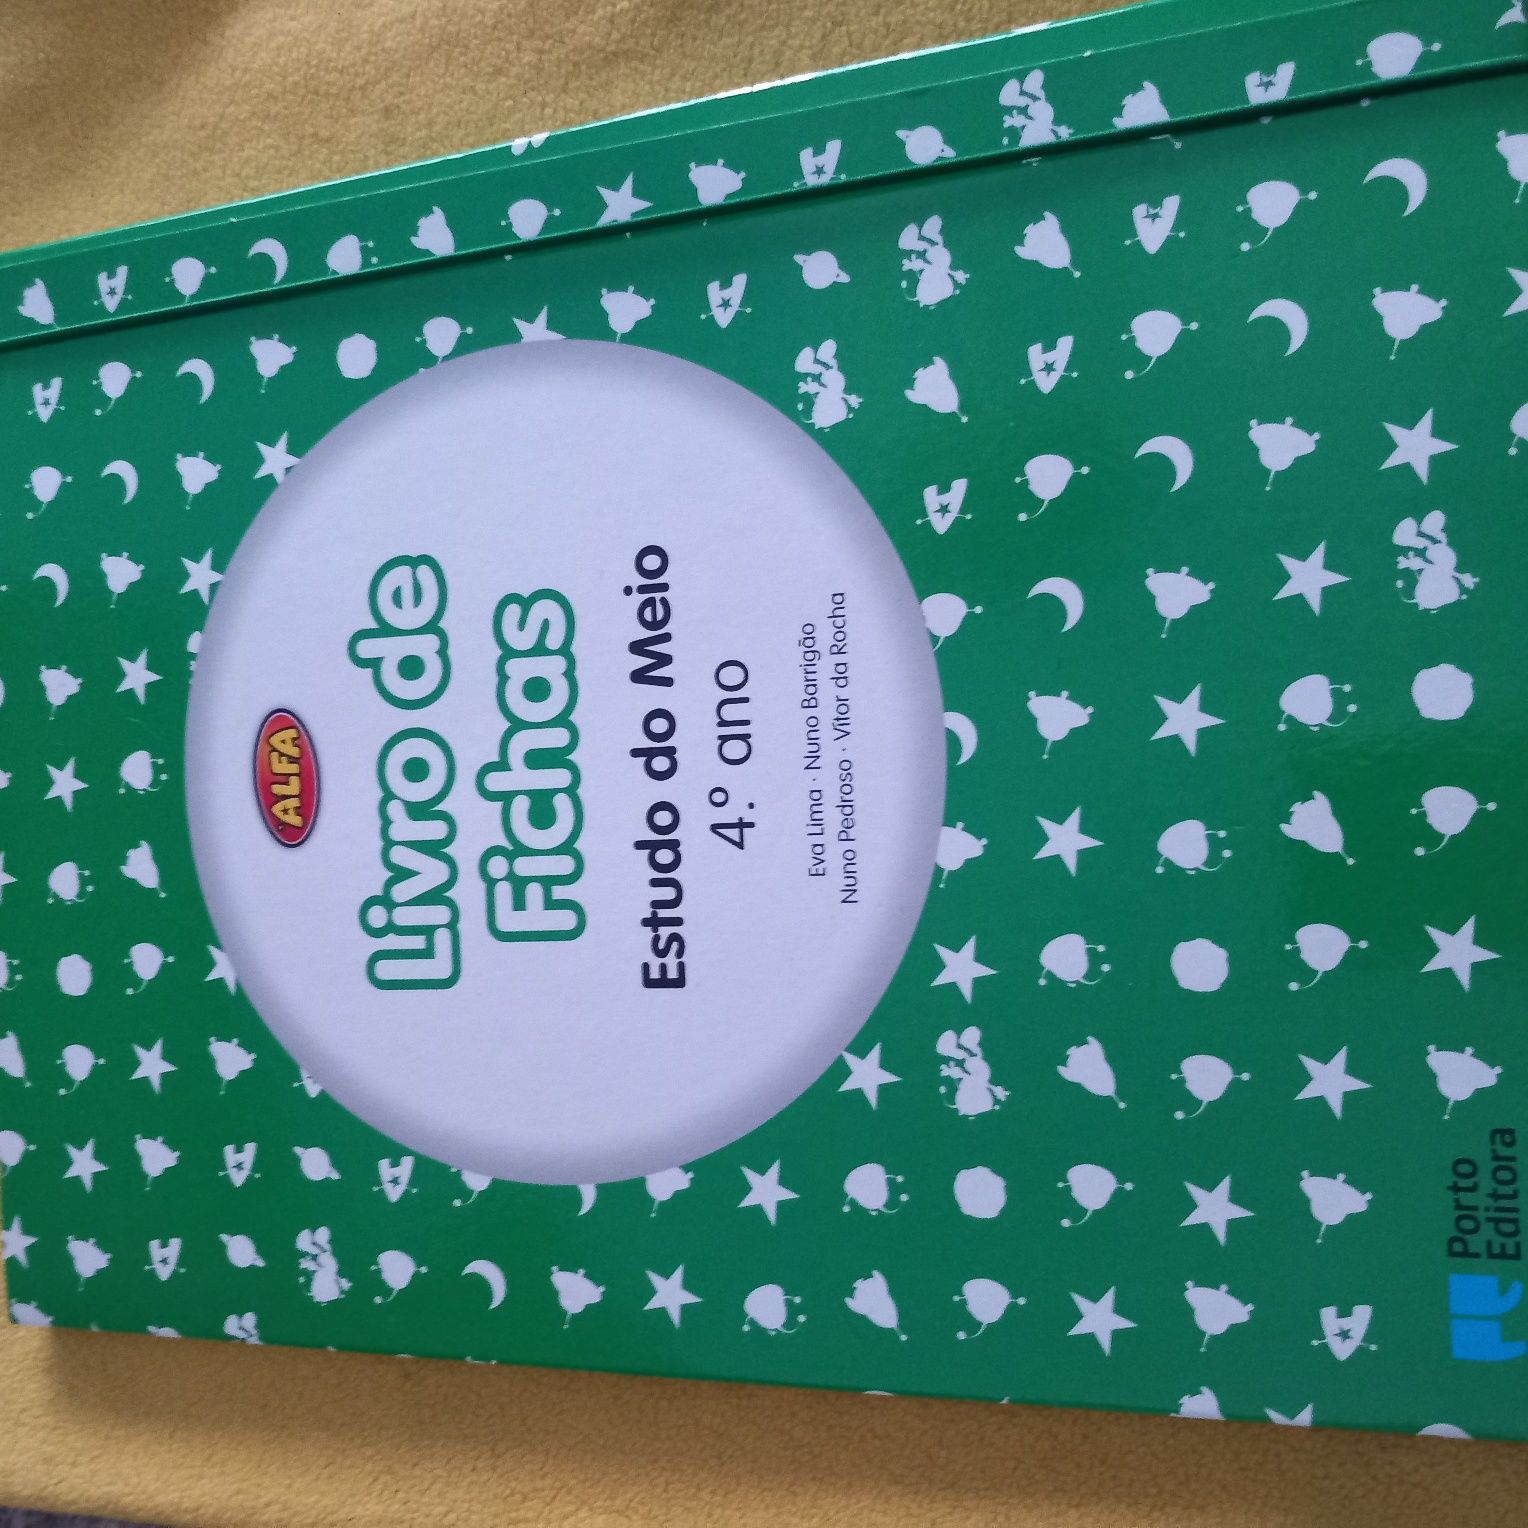 ALFA
Livro de
Fichas
Estudo do Meio
4.º ano
Eva Lima · Nuno Barrigão
Nuno Pedroso · Vítor da Rocha
Porto
Editora